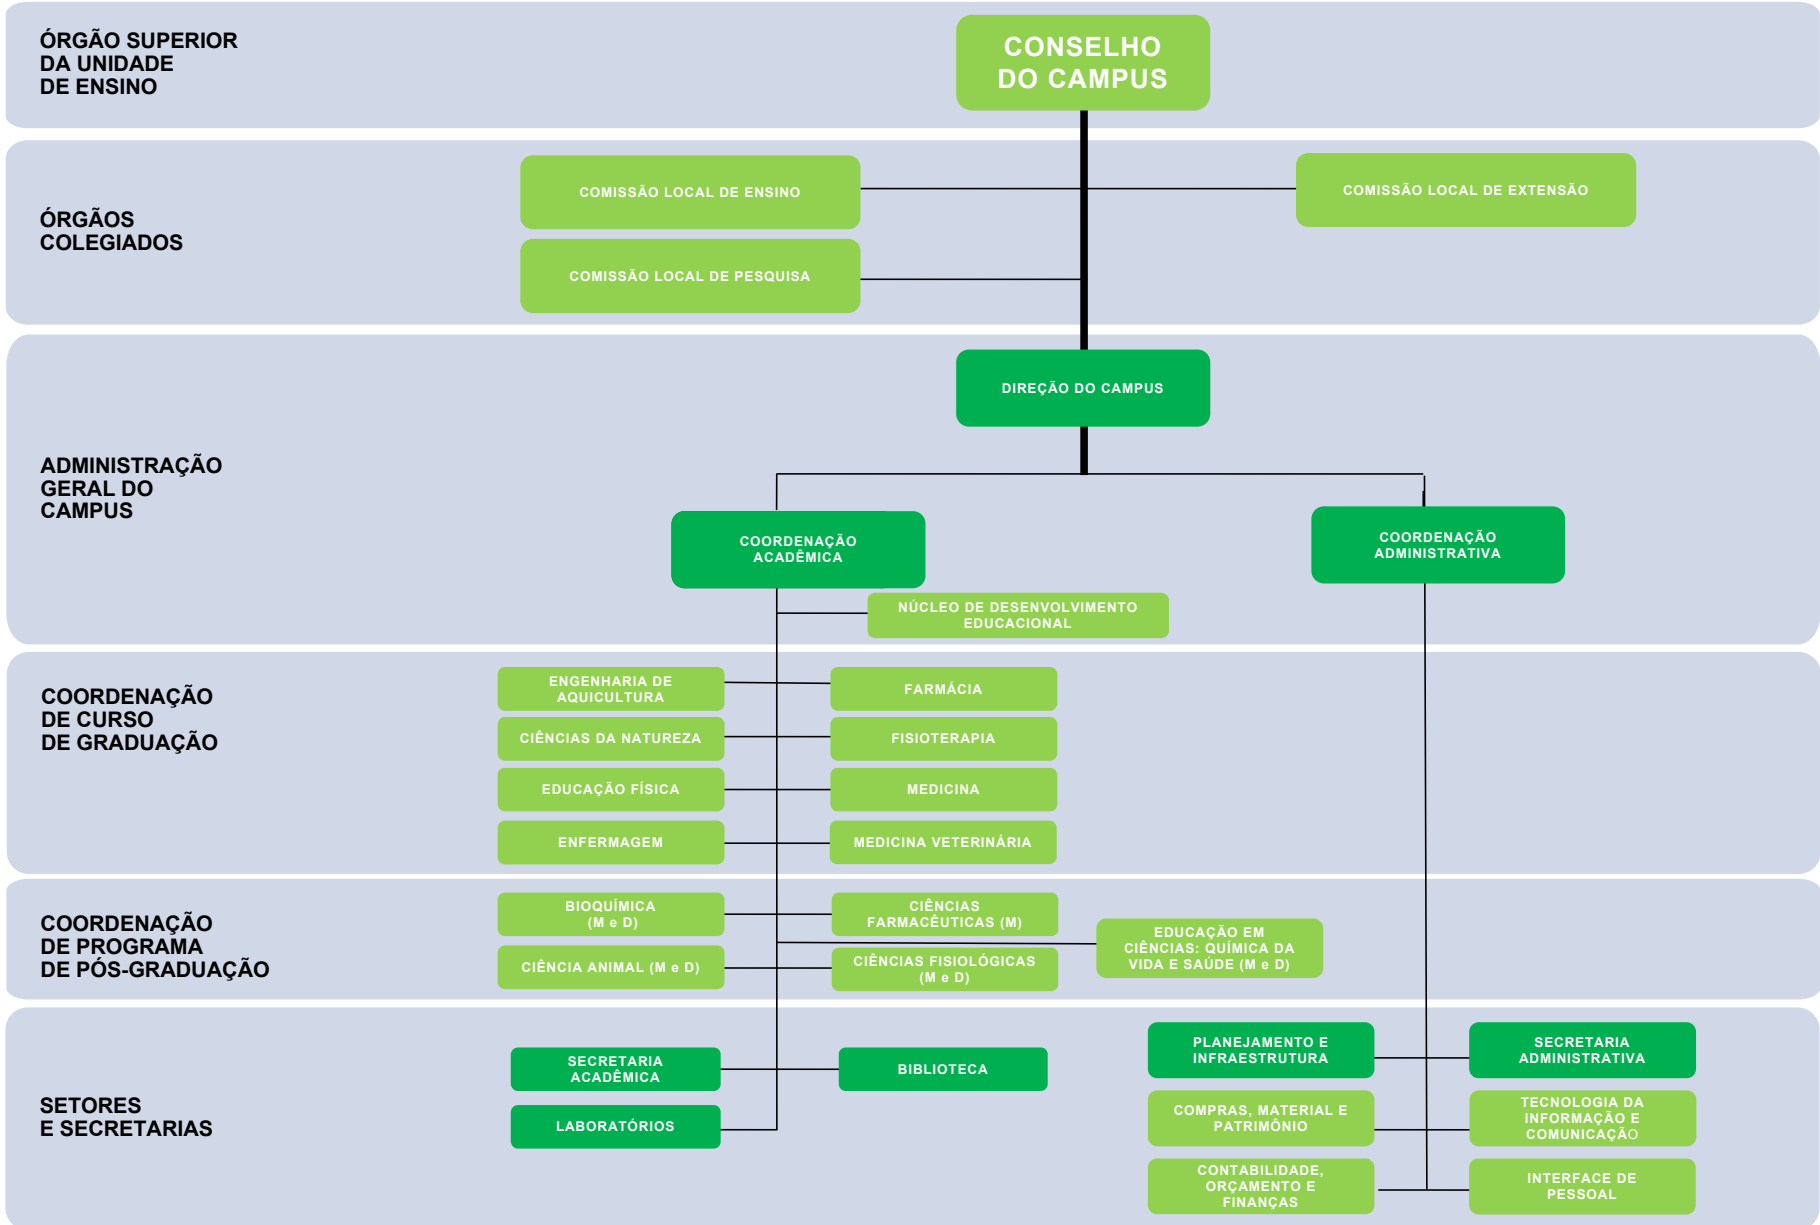 ÓRGÃO SUPERIOR
DA UNIDADE
DE ENSINO
CONSELHO
DO CAMPUS
ÓRGÃOS
COLEGIADOS
COMISSÃO LOCAL DE ENSINO
COMISSÃO LOCAL DE EXTENSÃO
COMISSÃO LOCAL DE PESQUISA
ADMINISTRAÇÃO
GERAL DO
CAMPUS
DIREÇÃO DO CAMPUS
COORDENAÇÃO
ACADÊMICA
COORDENAÇÃO
ADMINISTRATIVA
NÚCLEO DE DESENVOLVIMENTO
EDUCACIONAL
COORDENAÇÃO
DE CURSO
DE GRADUAÇÃO
ENGENHARIA DE
AQUICULTURA
FARMÁCIA
CIÊNCIAS DA NATUREZA
FISIOTERAPIA
EDUCAÇÃO FÍSICA
MEDICINA
ENFERMAGEM
MEDICINA VETERINÁRIA
COORDENAÇÃO
DE PROGRAMA
DE PÓS-GRADUAÇÃO
BIOQUÍMICA
(M e D)
CIÊNCIAS
FARMACÊUTICAS (M)
EDUCAÇÃO EM
CIÊNCIAS: QUÍMICA DA
VIDA E SAÚDE (M e D)
CIÊNCIA ANIMAL (M e D)
CIÊNCIAS FISIOLÓGICAS
(M e D)
SETORES
E SECRETARIAS
SECRETARIA
ACADÊMICA
BIBLIOTECA
LABORATÓRIOS
PLANEJAMENTO E
INFRAESTRUTURA
SECRETARIA
ADMINISTRATIVA
COMPRAS, MATERIAL E
PATRIMÔNIO
TECNOLOGIA DA
INFORMAÇÃO E
COMUNICAÇÃO
CONTABILIDADE,
ORÇAMENTO E
FINANÇAS
INTERFACE DE
PESSOAL